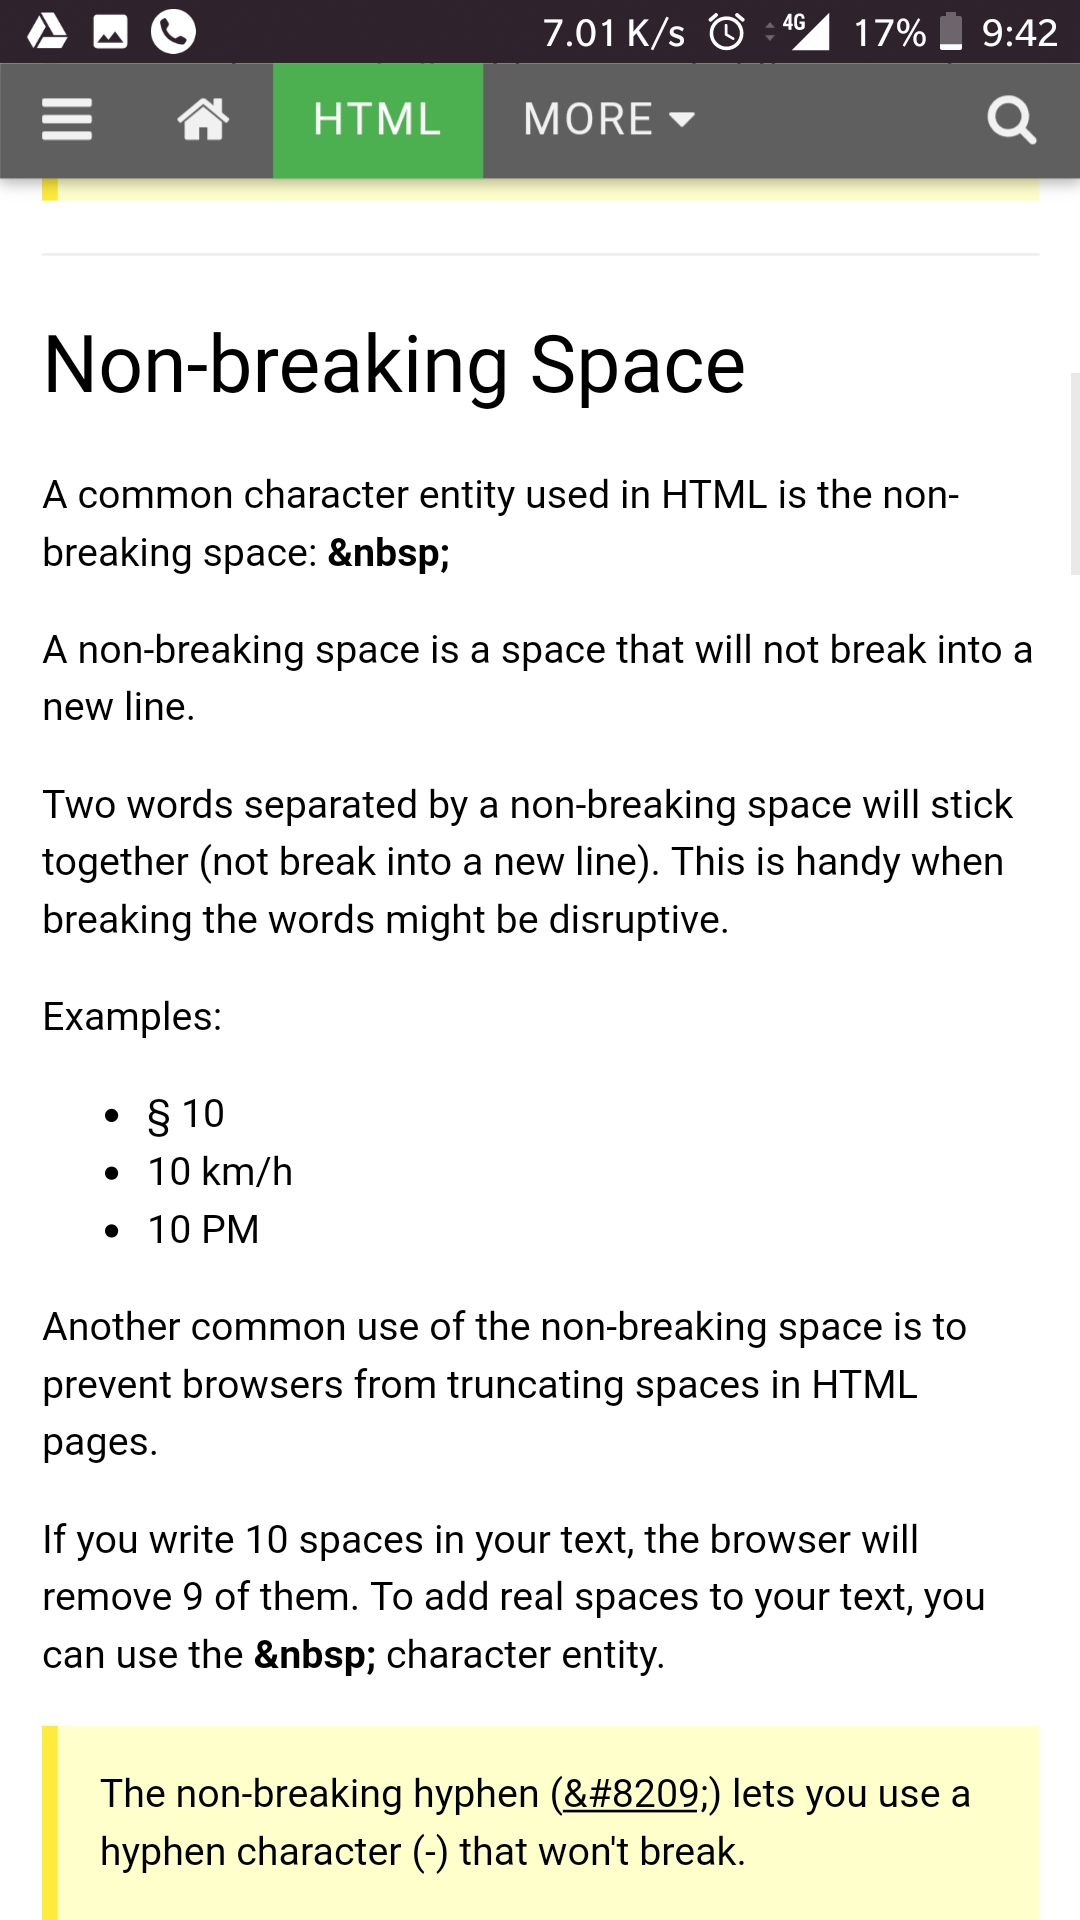 7.01 K/s 4G 17% 9:42
HTML MORE
Non-breaking Space
A common character entity used in HTML is the non-
breaking space: &nbsp;
A non-breaking space is a space that will not break into a
new line.
Two words separated by a non-breaking space will stick
together (not break into a new line). This is handy when
breaking the words might be disruptive.
Examples:
• § 10
• 10 km/h
• 10 PM
Another common use of the non-breaking space is to
prevent browsers from truncating spaces in HTML
pages.
If you write 10 spaces in your text, the browser will
remove 9 of them. To add real spaces to your text, you
can use the &nbsp; character entity.
The non-breaking hyphen (&#8209;) lets you use a
hyphen character (‑) that won't break.